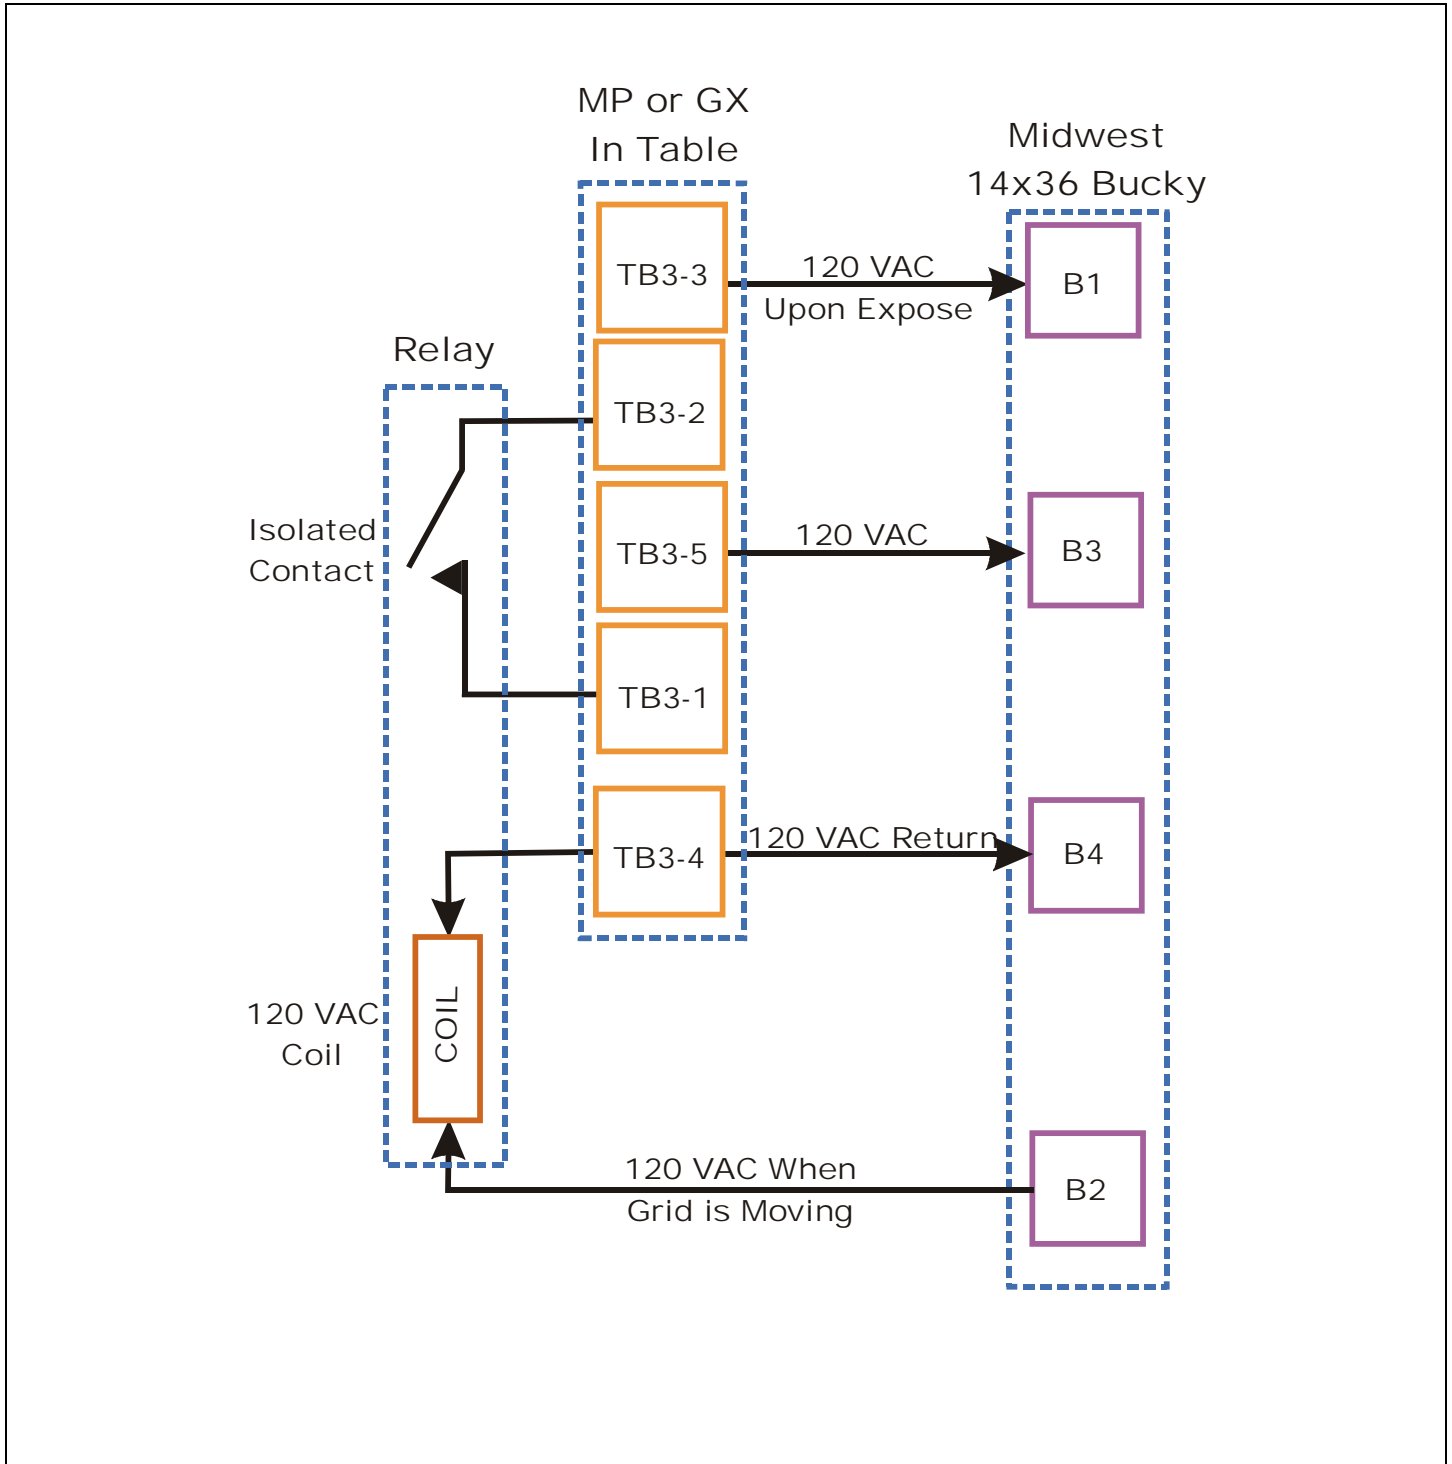 MP or GX
In Table
Midwest
14x36 Bucky
TB3-3
120 VAC
Upon Expose
B1
Relay
TB3-2
Isolated
Contact
TB3-5
120 VAC
B3
TB3-1
TB3-4
120 VAC Return
B4
120 VAC
Coil
COIL
120 VAC When
Grid is Moving
B2